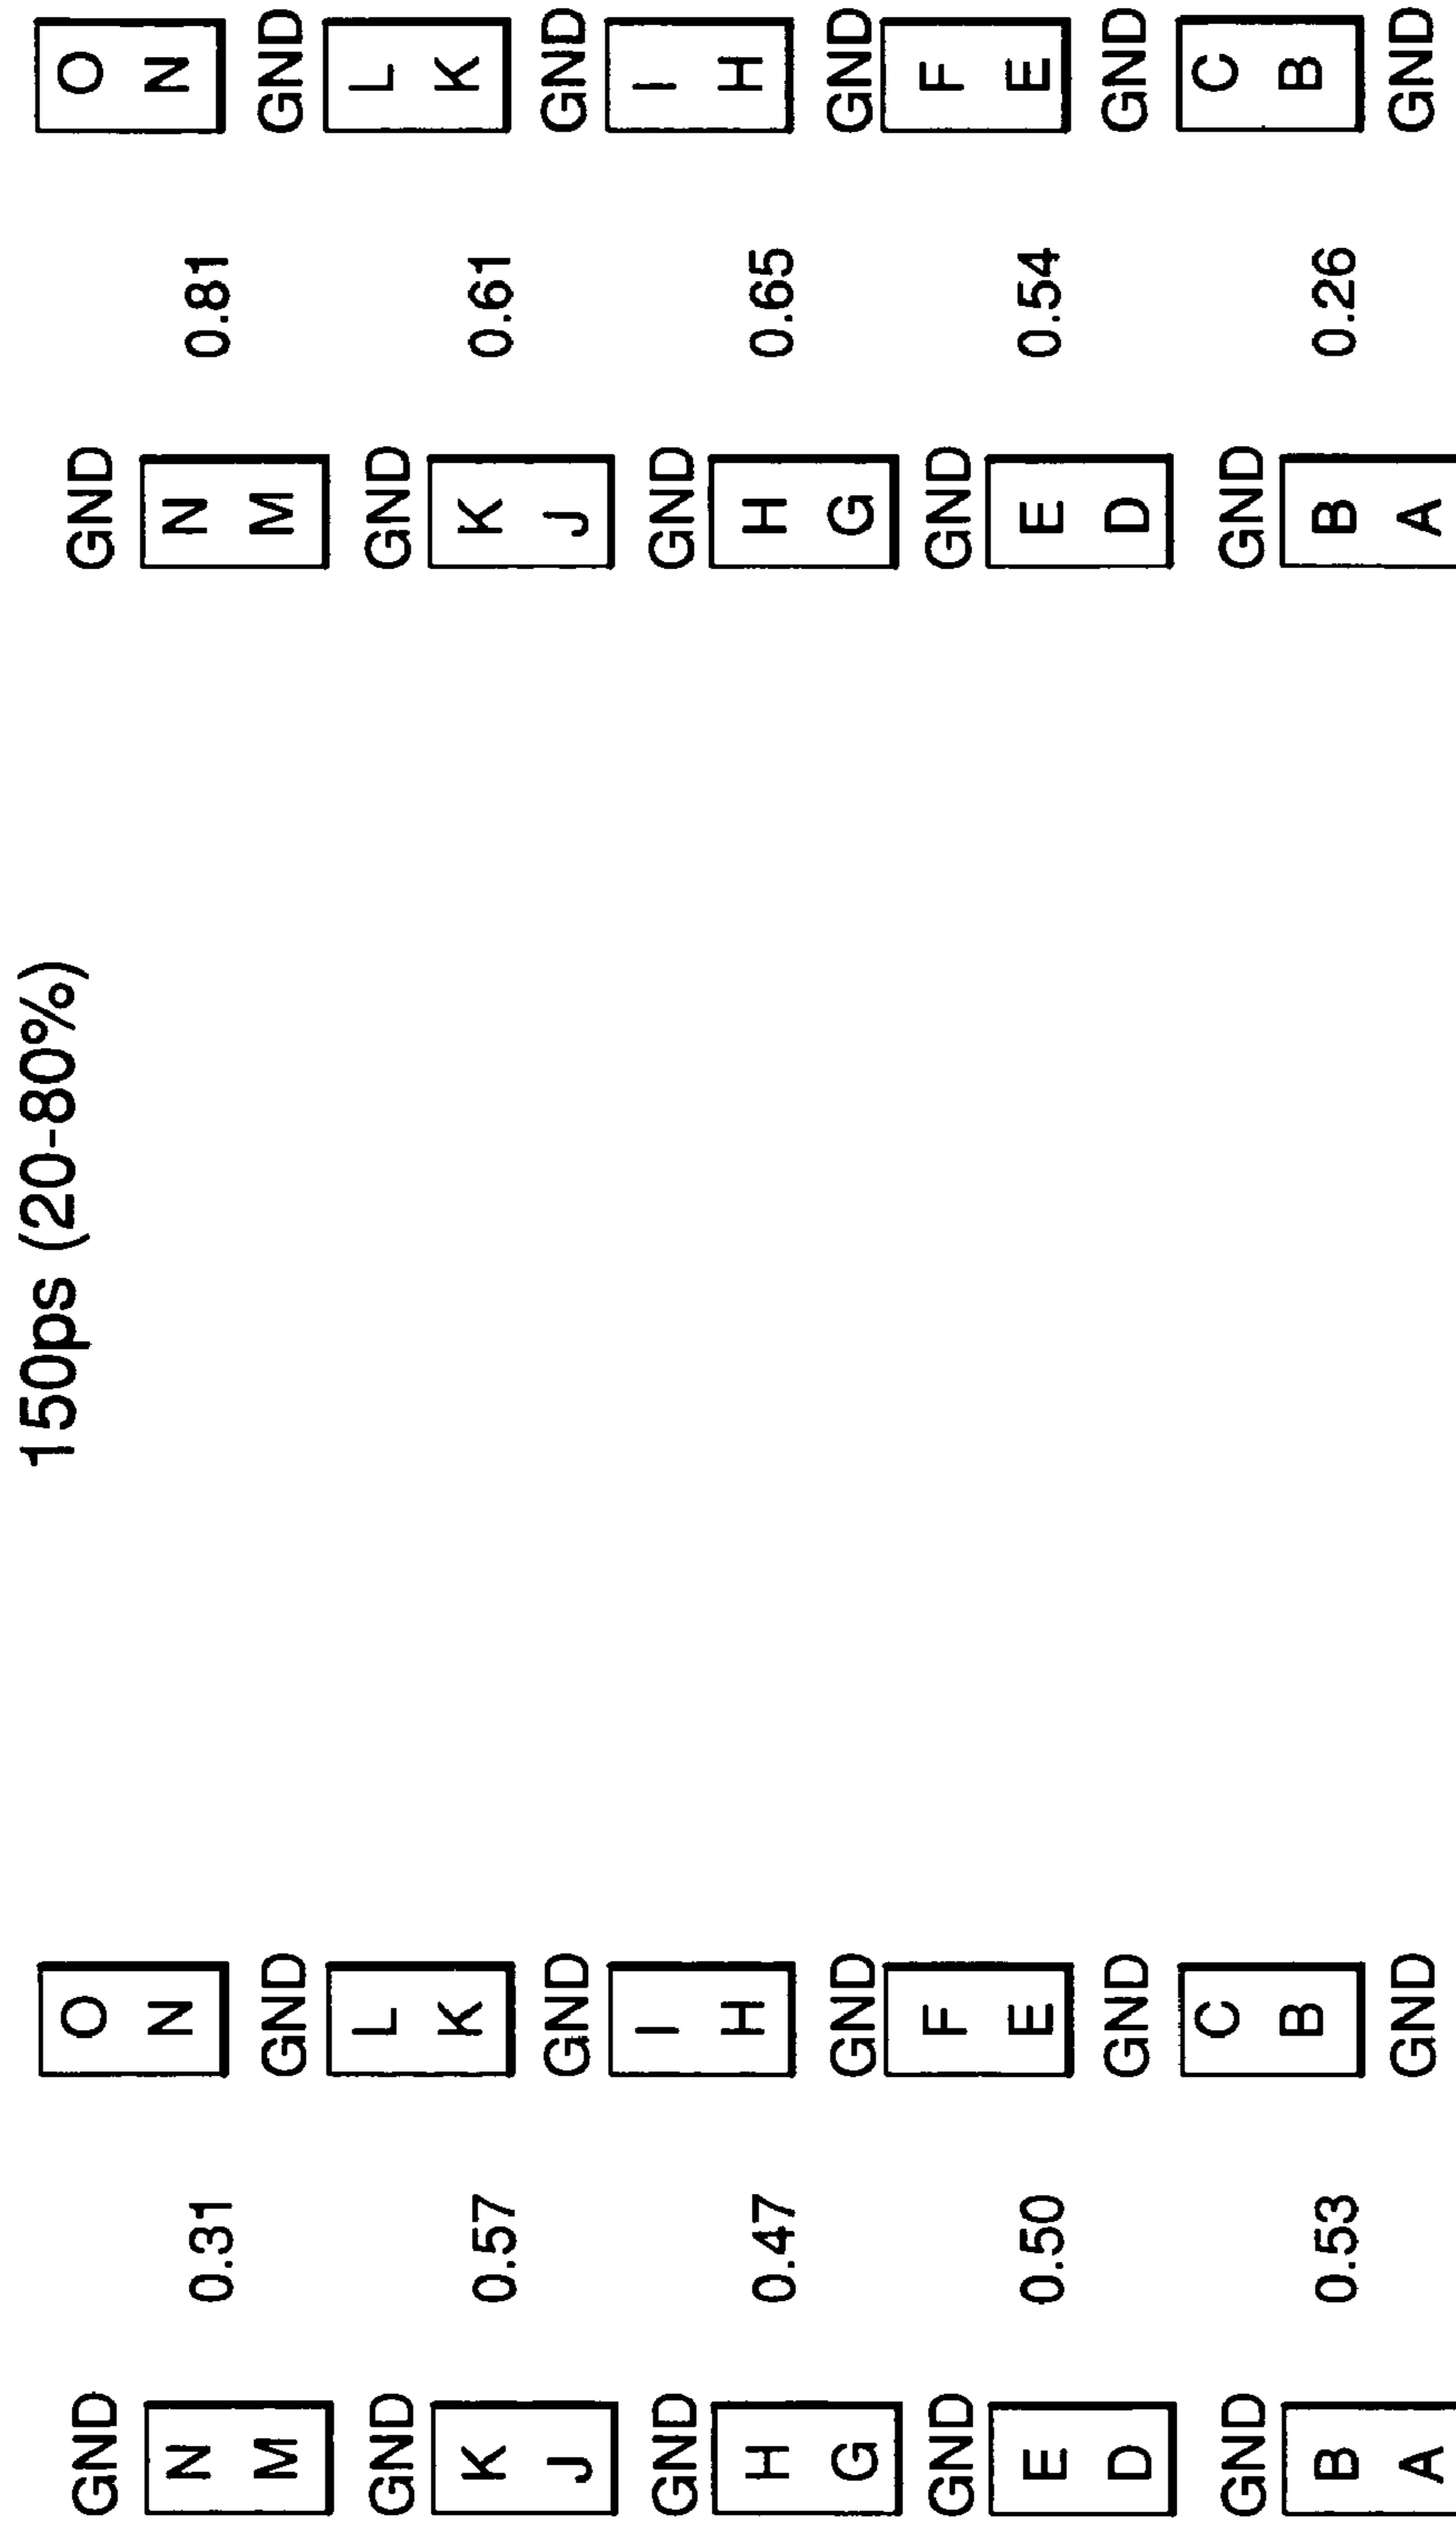 150ps (20-80%)
GND O GND O
N 0.31 N N 0.81 N
M GND M GND
GND L GND L
K 0.57 K K 0.61 K
J GND J GND
GND I GND I
H 0.47 H H 0.65 H
G GND G GND
GND F GND F
E 0.50 E E 0.54 E
D GND D GND
GND C GND C
B 0.53 B B 0.26 B
A GND A GND